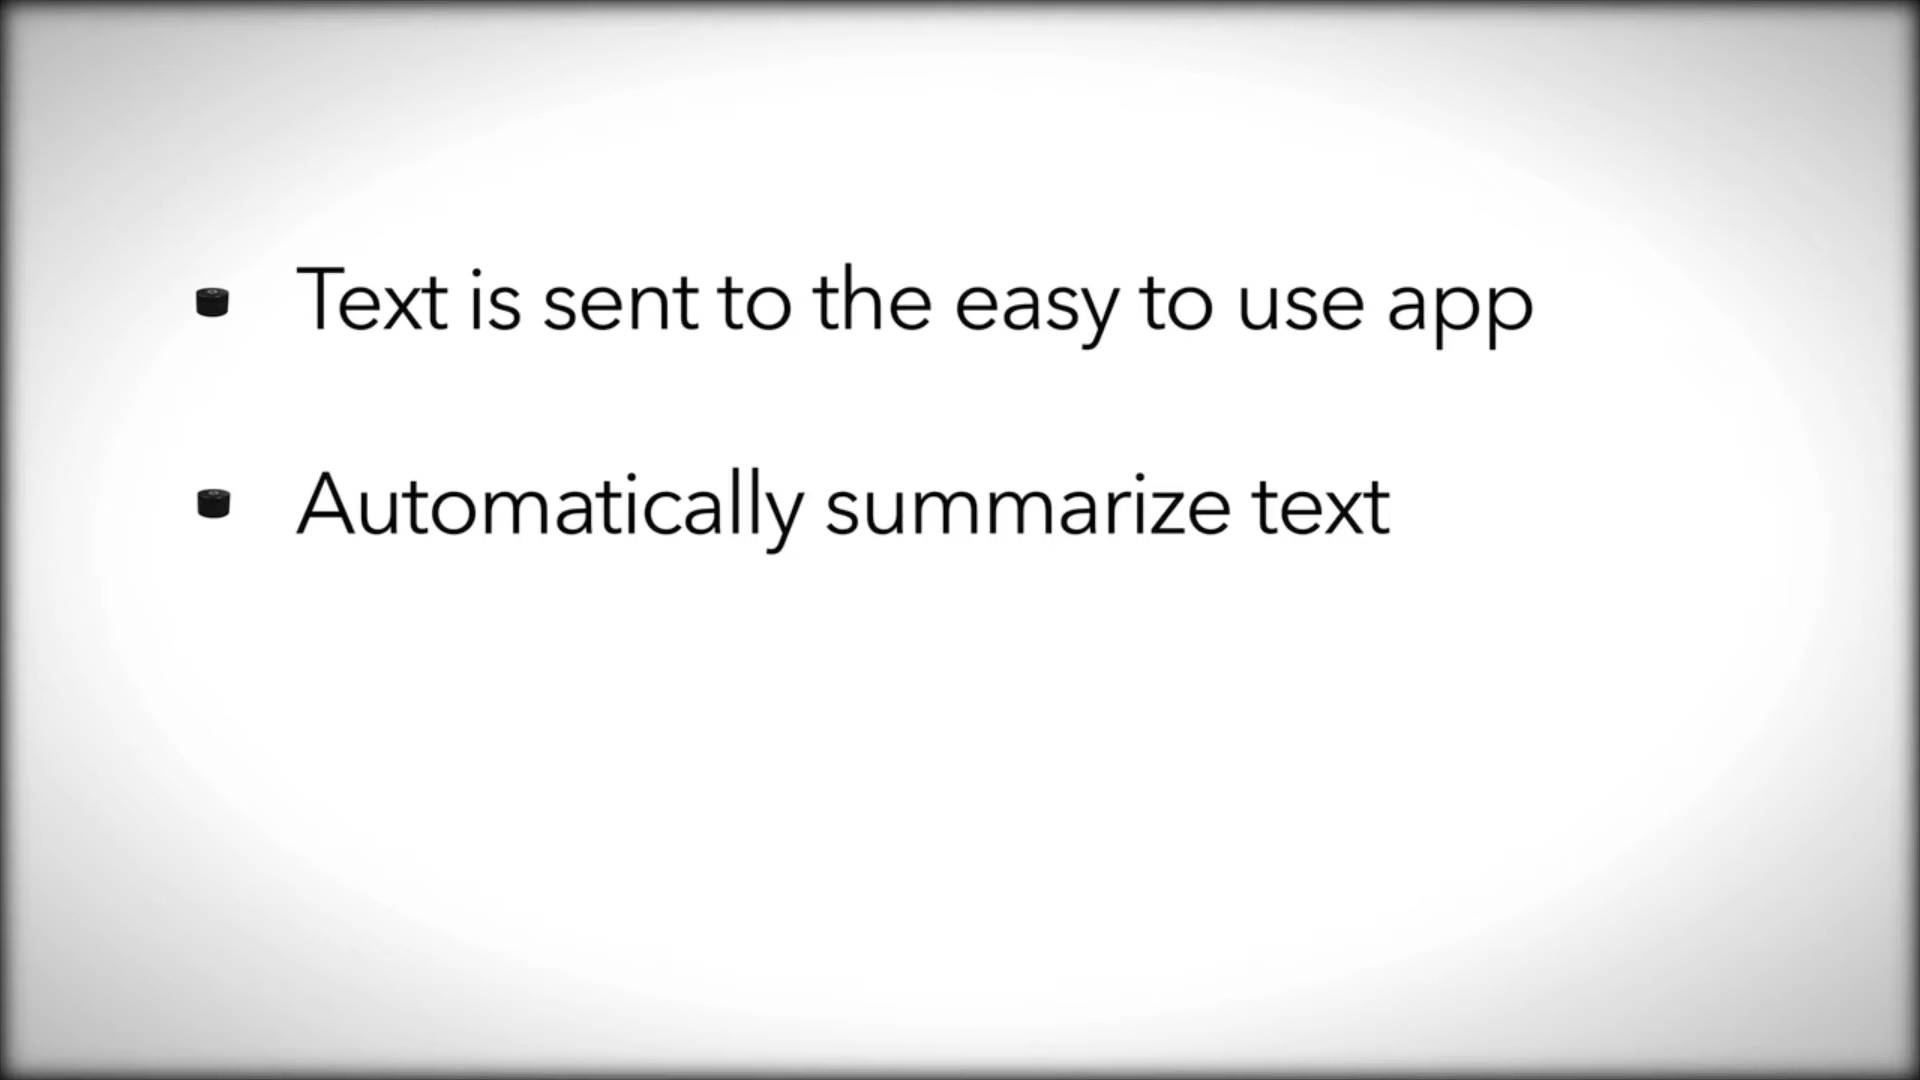 Text is sent to the easy to use app
Automatically summarize text